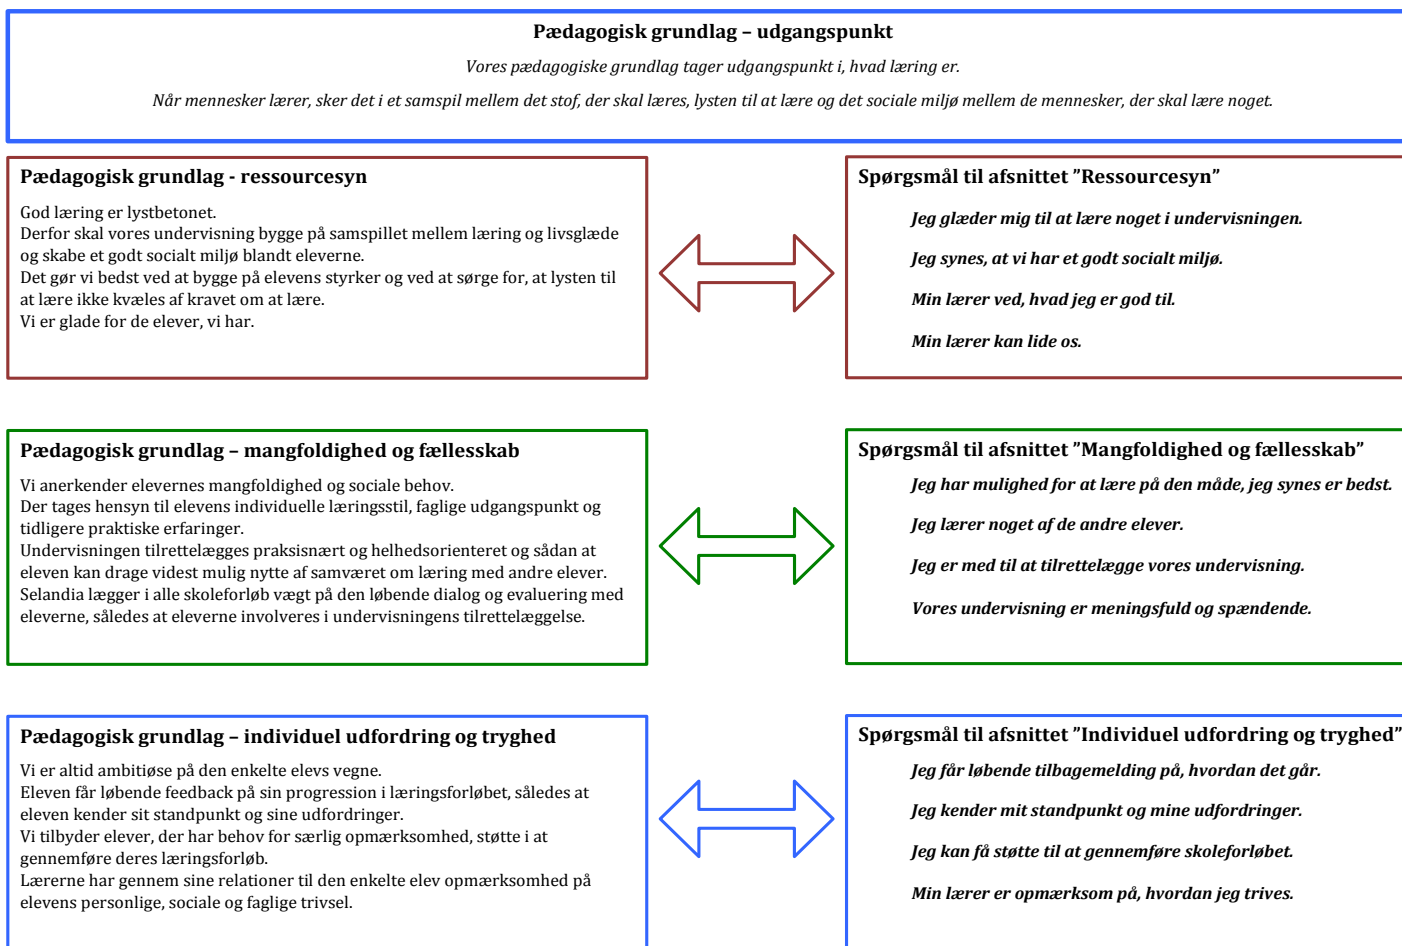 Pædagogisk grundlag – udgangspunkt
Vores pædagogiske grundlag tager udgangspunkt i, hvad læring er.
Når mennesker lærer, sker det i et samspil mellem det stof, der skal læres, lysten til at lære og det sociale miljø mellem de mennesker, der skal lære noget.
Pædagogisk grundlag - ressourcesyn
God læring er lystbetonet.
Derfor skal vores undervisning bygge på samspillet mellem læring og livsglæde
og skabe et godt socialt miljø blandt eleverne.
Det gør vi bedst ved at bygge på elevens styrker og ved at sørge for, at lysten til
at lære ikke kvæles af kravet om at lære.
Vi er glade for de elever, vi har.
Spørgsmål til afsnittet ”Ressourcesyn”
Jeg glæder mig til at lære noget i undervisningen.
Jeg synes, at vi har et godt socialt miljø.
Min lærer ved, hvad jeg er god til.
Min lærer kan lide os.
Pædagogisk grundlag – mangfoldighed og fællesskab
Vi anerkender elevernes mangfoldighed og sociale behov.
Der tages hensyn til elevens individuelle læringsstil, faglige udgangspunkt og
tidligere praktiske erfaringer.
Undervisningen tilrettelægges praksisnært og helhedsorienteret og sådan at
eleven kan drage videst mulig nytte af samværet om læring med andre elever.
Selandia lægger i alle skoleforløb vægt på den løbende dialog og evaluering med
eleverne, således at eleverne involveres i undervisningens tilrettelæggelse.
Spørgsmål til afsnittet ”Mangfoldighed og fællesskab”
Jeg har mulighed for at lære på den måde, jeg synes er bedst.
Jeg lærer noget af de andre elever.
Jeg er med til at tilrettelægge vores undervisning.
Vores undervisning er meningsfuld og spændende.
Pædagogisk grundlag – individuel udfordring og tryghed
Vi er altid ambitiøse på den enkelte elevs vegne.
Eleven får løbende feedback på sin progression i læringsforløbet, således at
eleven kender sit standpunkt og sine udfordringer.
Vi tilbyder elever, der har behov for særlig opmærksomhed, støtte i at
gennemføre deres læringsforløb.
Lærerne har gennem sine relationer til den enkelte elev opmærksomhed på
elevens personlige, sociale og faglige trivsel.
Spørgsmål til afsnittet ”Individuel udfordring og tryghed”
Jeg får løbende tilbagemelding på, hvordan det går.
Jeg kender mit standpunkt og mine udfordringer.
Jeg kan få støtte til at gennemføre skoleforløbet.
Min lærer er opmærksom på, hvordan jeg trives.